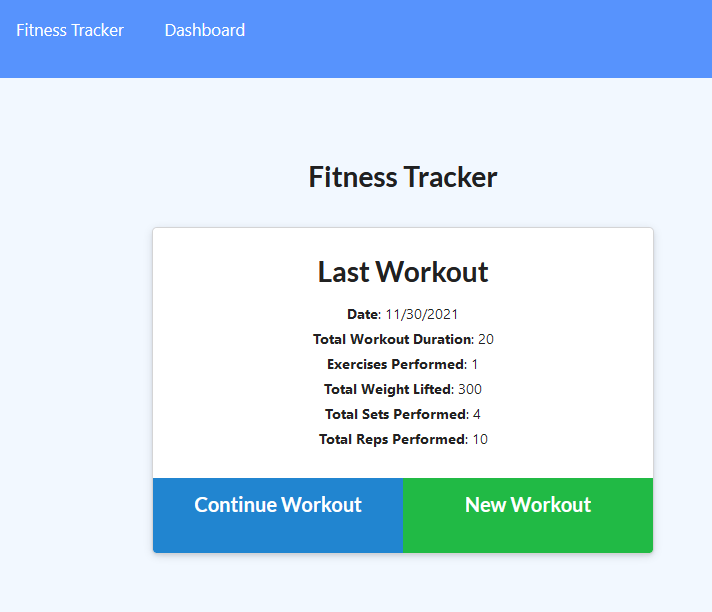 Fitness Tracker Dashboard
Fitness Tracker
Last Workout
Date: 11/30/2021
Total Workout Duration: 20
Exercises Performed: 1
Total Weight Lifted: 300
Total Sets Performed: 4
Total Reps Performed: 10
Continue Workout New Workout